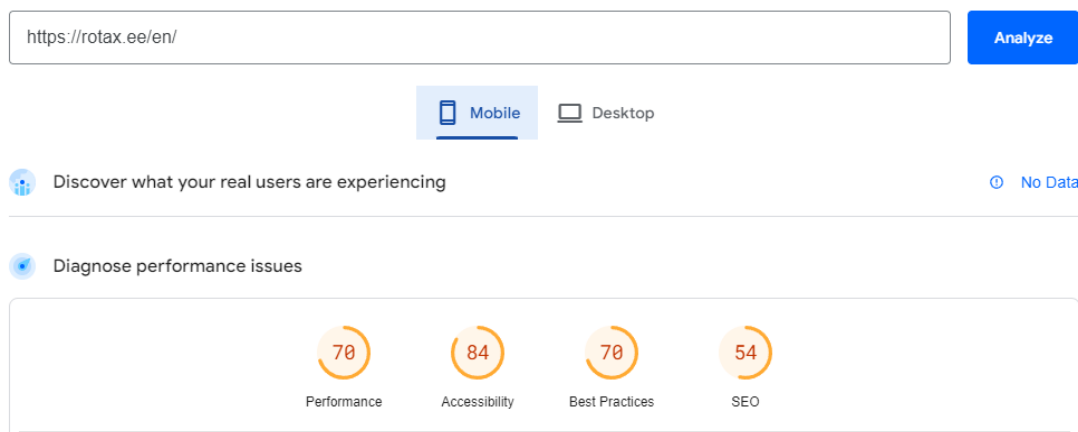 https://rotax.ee/en/
Analyze
Mobile
Desktop
Discover what your real users are experiencing
No Data
Diagnose performance issues
70
84
70
54
Performance
Accessibility
Best Practices
SEO